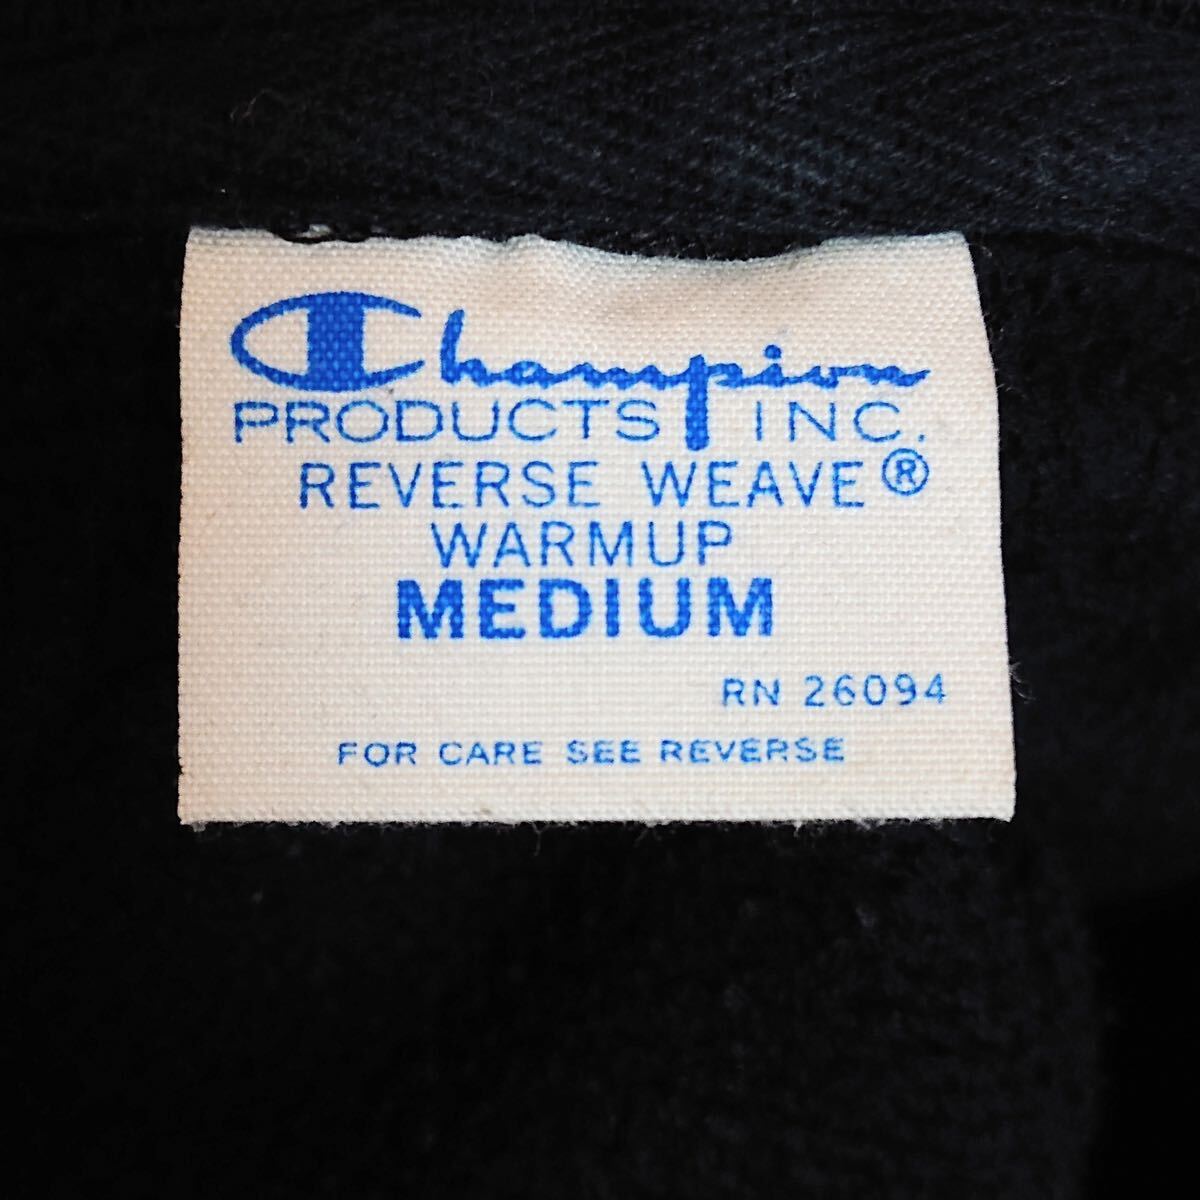 Champion
PRODUCTS INC.
REVERSE WEAVE®
WARMUP
MEDIUM
RN 26094
FOR CARE SEE REVERSE